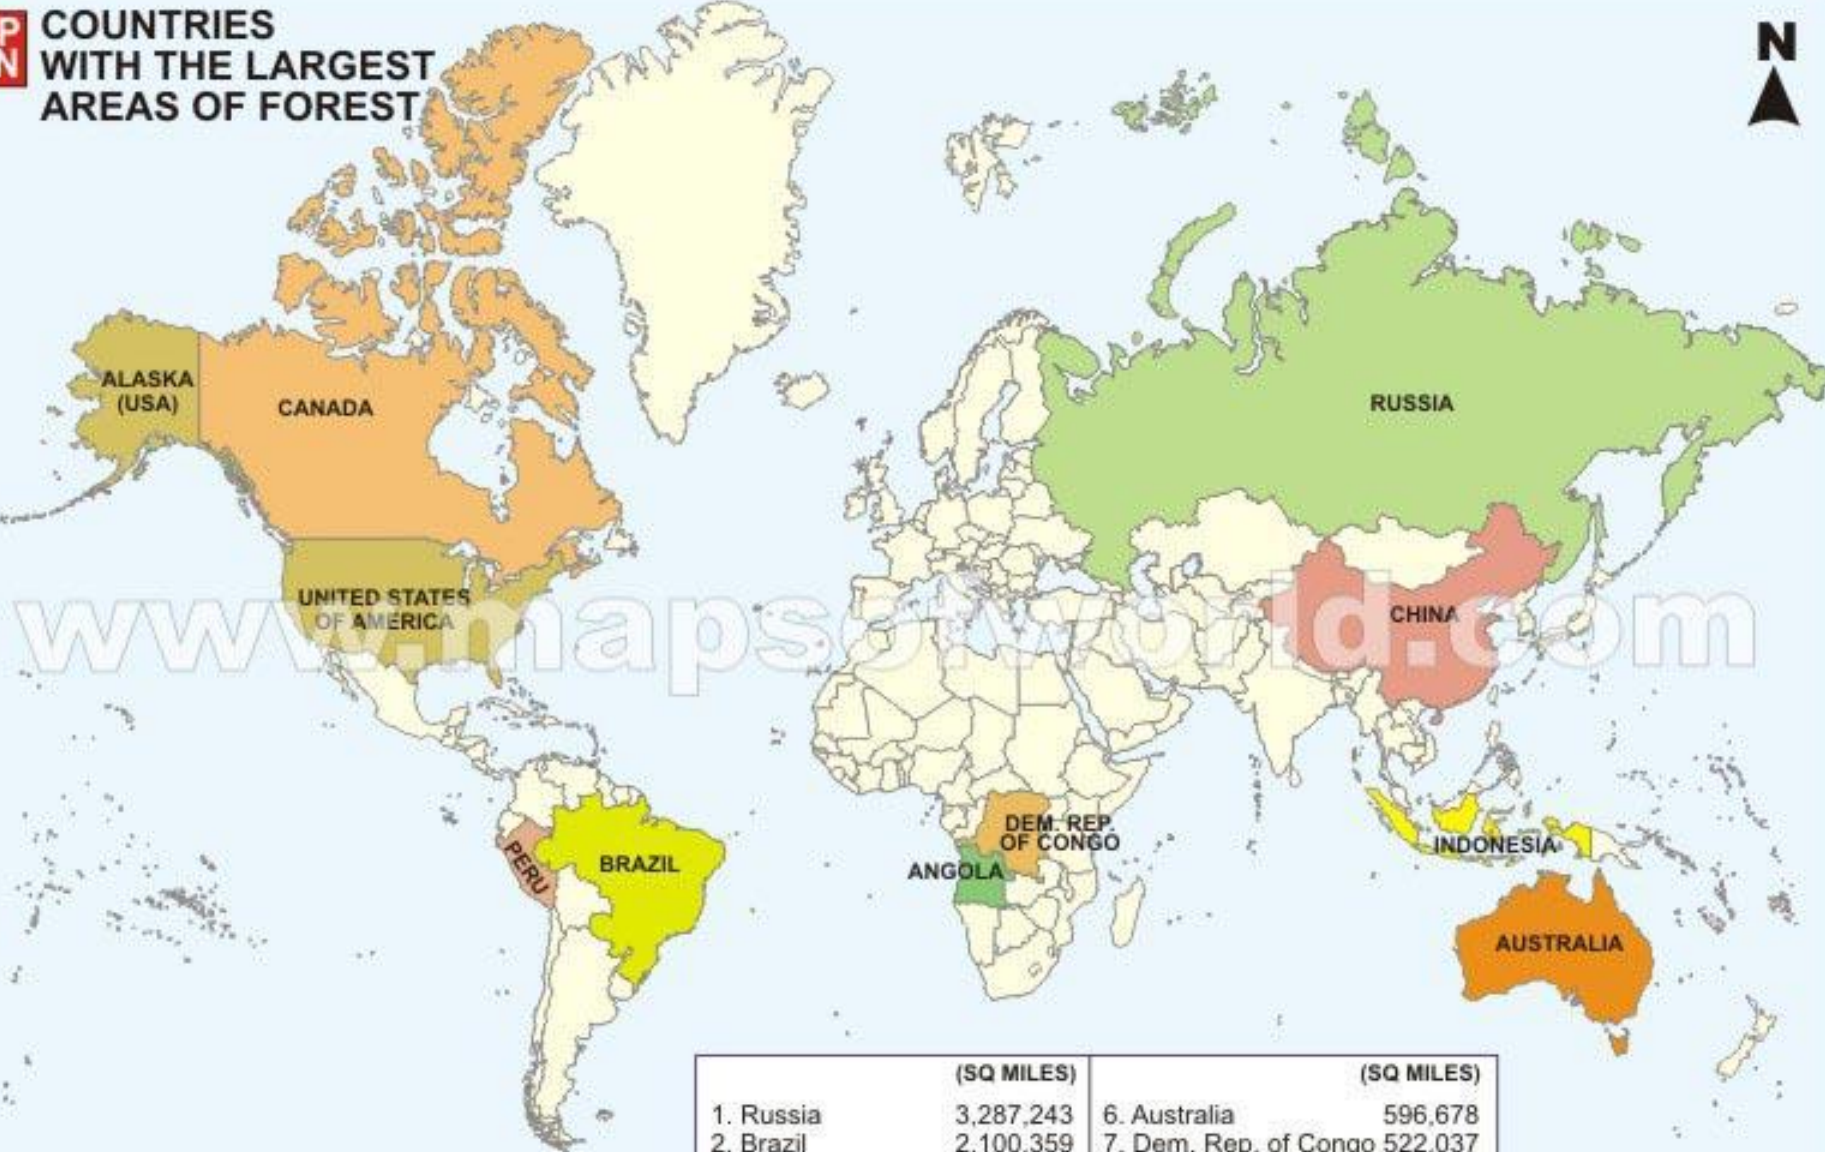 P
N
COUNTRIES
WITH THE LARGEST
AREAS OF FOREST
N
ALASKA
(USA)
CANADA
RUSSIA
UNITED STATES
OF AMERICA
CHINA
www.mapsofworld.com
DEM. REP.
OF CONGO
INDONESIA
PERU
BRAZIL
ANGOLA
AUSTRALIA
(SQ MILES) (SQ MILES)
1. Russia 3,287,243 6. Australia 596,678
2. Brazil 2,100,359 7. Dem. Rep. of Congo 522,037